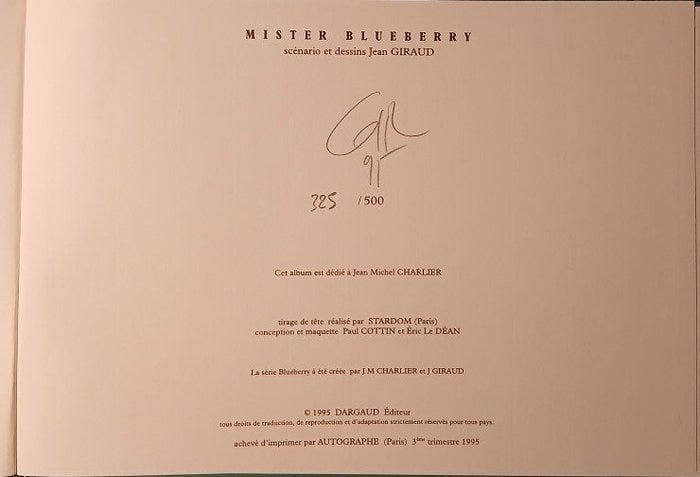 MISTER BLUEBERRY
scénario et dessins Jean GIRAUD
GIR
95
325 /500
Cet album est dédié à Jean Michel CHARLIER
tirage de tête réalisé par STARDOM (Paris)
conception et maquette Paul COTTIN et Éric Le DÉAN
La série Blueberry à été créée par J.M CHARLIER et J GIRAUD
© 1995 DARGAUD Éditeur
tous droits de traduction, de reproduction et d'adaptation strictement réservés pour tous pays.
achevé d'imprimer par AUTOGRAPHE (Paris) 3ème trimestre 1995